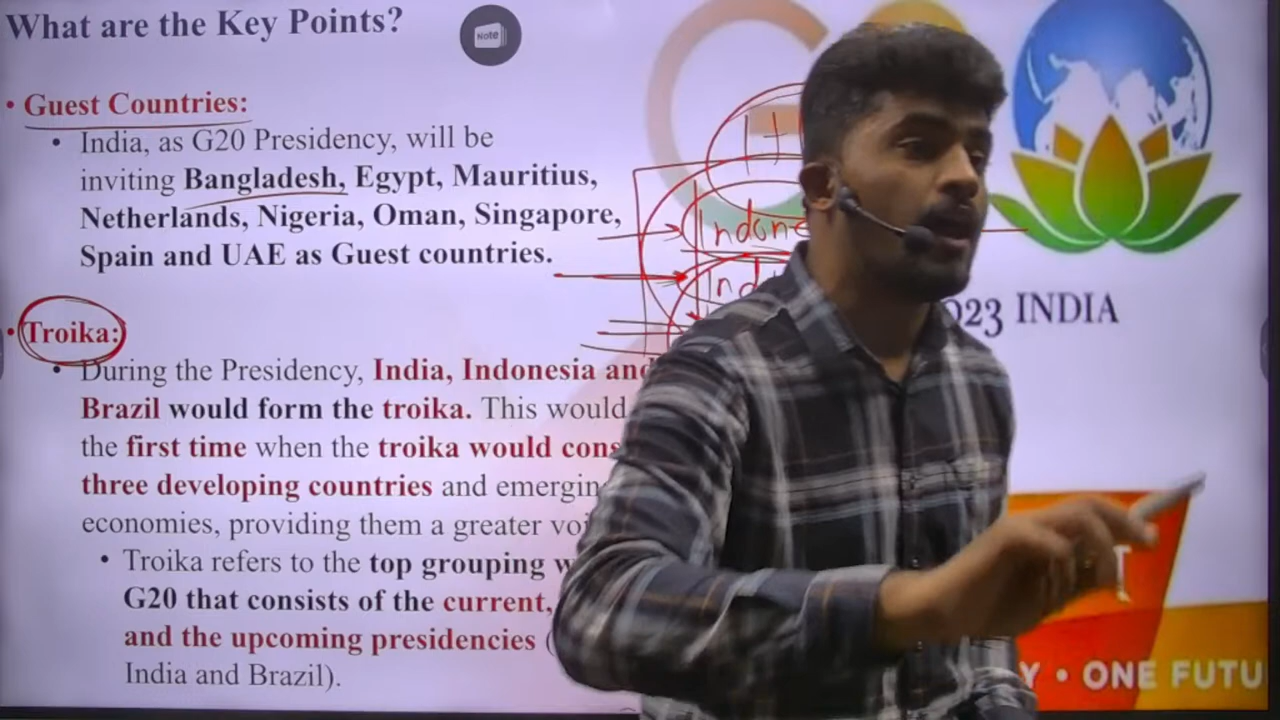 What are the Key Points?
Note
• Guest Countries:
• India, as G20 Presidency, will be
inviting Bangladesh, Egypt, Mauritius,
Netherlands, Nigeria, Oman, Singapore,
Spain and UAE as Guest countries.
• Troika:
• During the Presidency, India, Indonesia and
Brazil would form the troika. This would
the first time when the troika would
three developing countries and
economies, providing them a greater
• Troika refers to the top grouping
G20 that consists of the current,
and the upcoming presidencies (
India and Brazil).
023 INDIA
• ONE